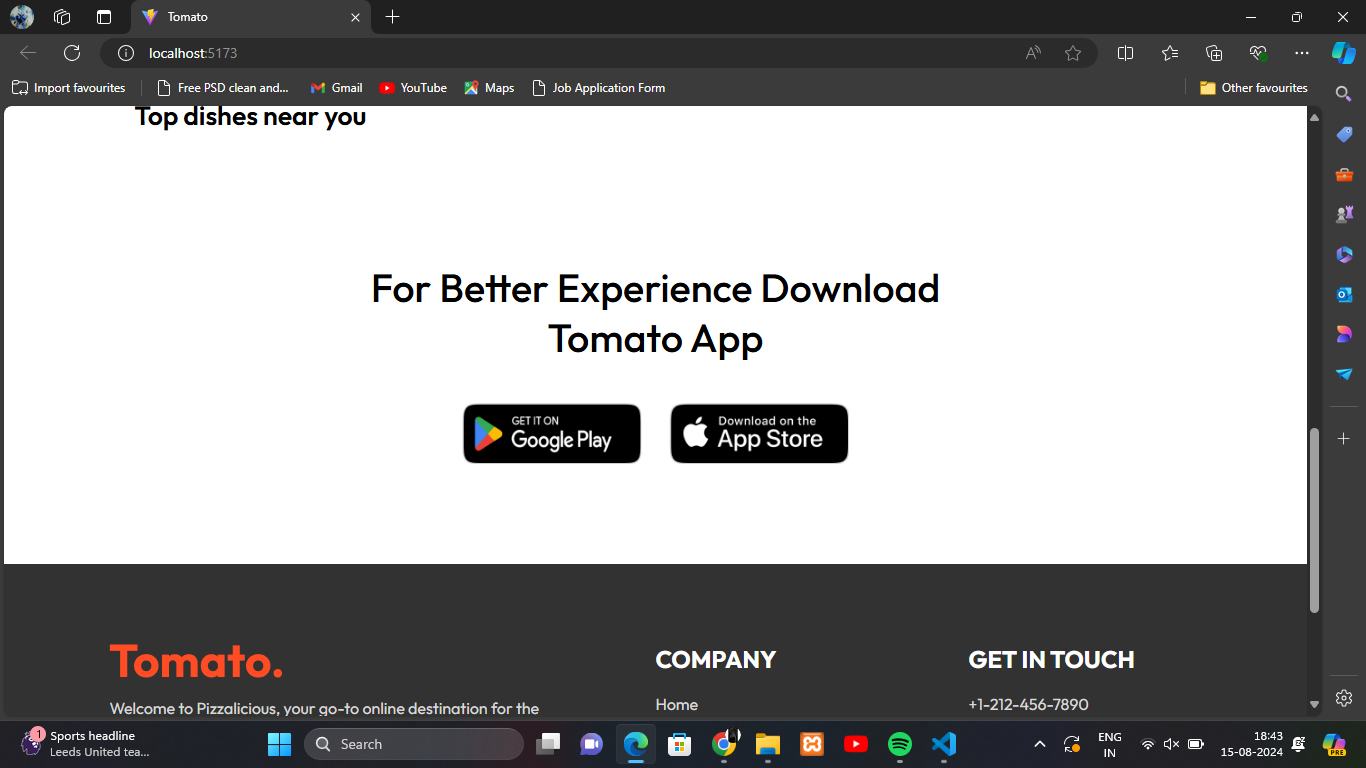 Tomato
localhost:5173
Import favourites
Free PSD clean and...
Gmail
YouTube
Maps
Job Application Form
Other favourites
Top dishes near you
For Better Experience Download
Tomato App
GET IT ON
Google Play
Download on the
App Store
Tomato.
COMPANY
GET IN TOUCH
Welcome to Pizzalicious, your go-to online destination for the
Home
+1-212-456-7890
1
Sports headline
Leeds United tea...
Search
ENG
IN
18:43
15-08-2024
PRE